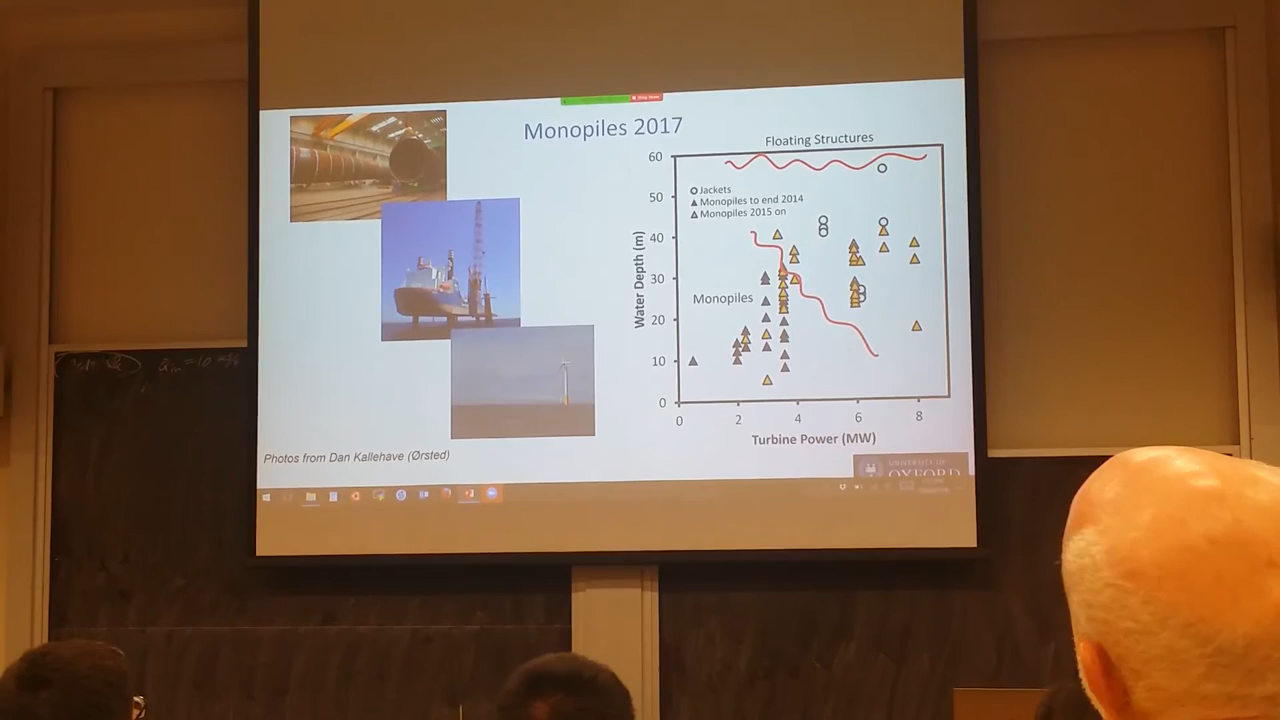 Monopiles 2017
Floating Structures
60
50
40
30
20
10
0
Water Depth (m)
Jackets
Monopiles to end 2014
Monopiles 2015 on
Monopiles
0 2 4 6 8
Turbine Power (MW)
Photos from Dan Kallehave (Ørsted)
UNIVERSITY OF
OXFORD